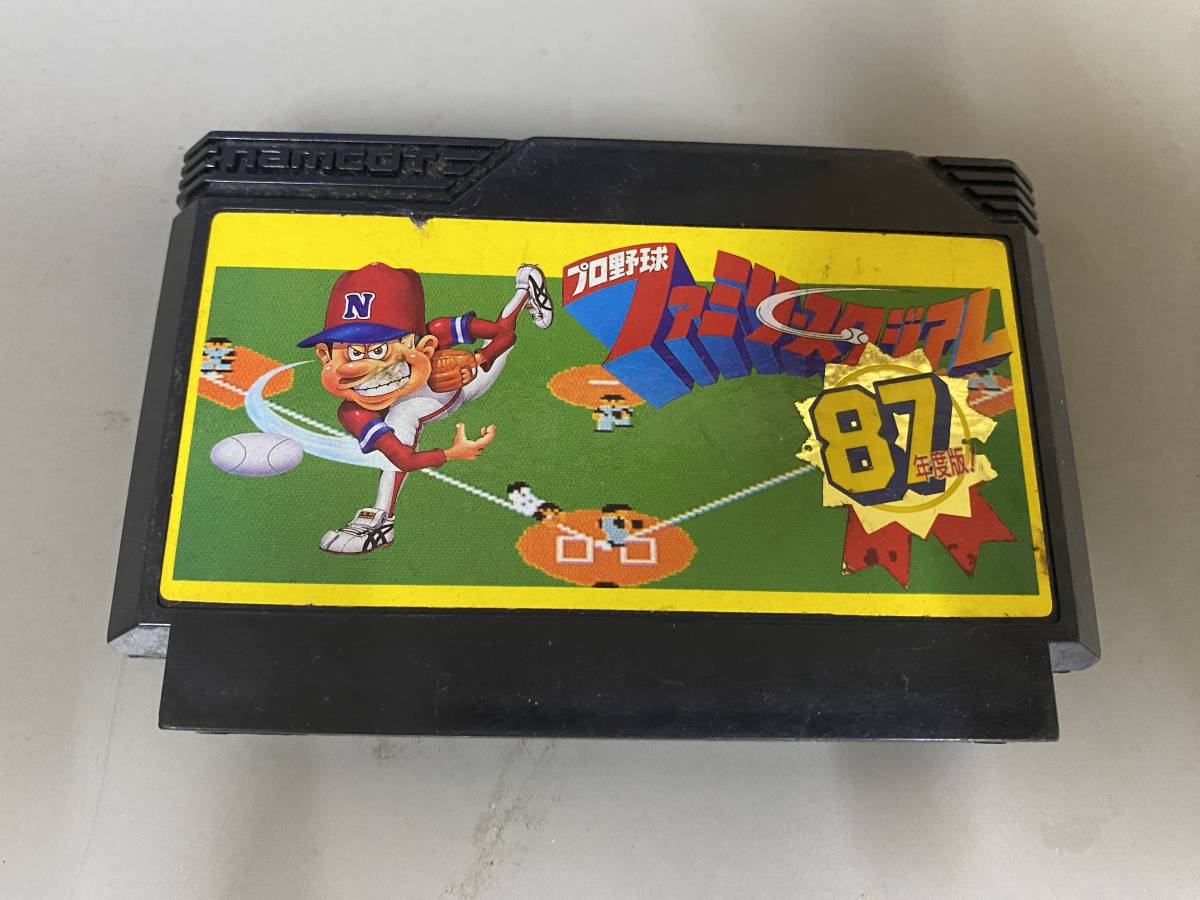 namcot
プロ野球
ファミリースタジアム
N
87
年度版!